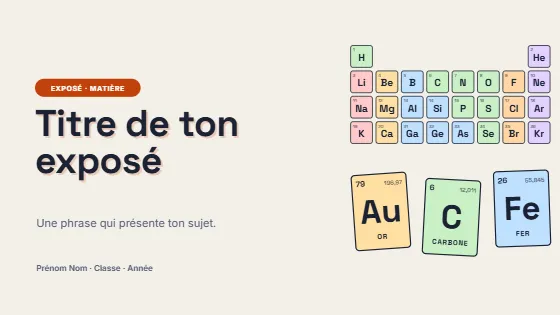 EXPOSÉ · MATIÈRE
Titre de ton
exposé
Une phrase qui présente ton sujet.
Prénom Nom · Classe · Année
H He
Li Be B C N O F Ne
Na Mg Al Si P S Cl Ar
K Ca Ga Ge As Se Br Kr
79 196,97
Au
OR
6 12,011
C
CARBONE
26 55,845
Fe
FER